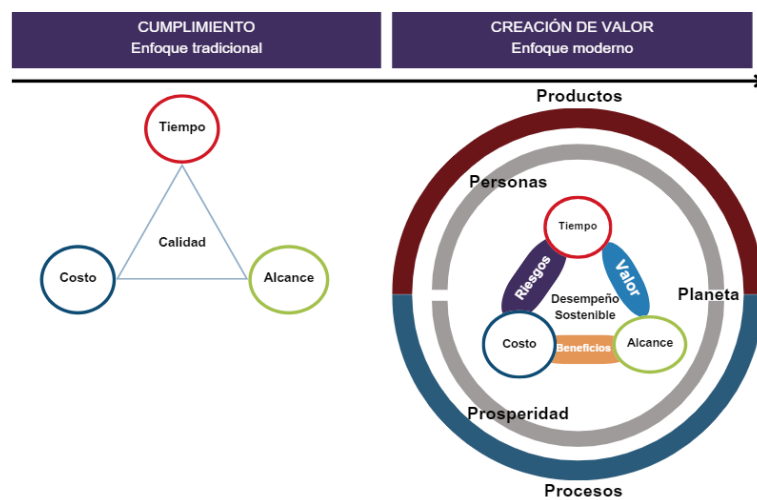 CUMPLIMIENTO
Enfoque tradicional
CREACIÓN DE VALOR
Enfoque moderno
Tiempo
Calidad
Costo
Alcance
Productos
Personas
Tiempo
Riesgos
Valor
Planeta
Desempeño
Sostenible
Costo
Beneficios
Alcance
Prosperidad
Procesos